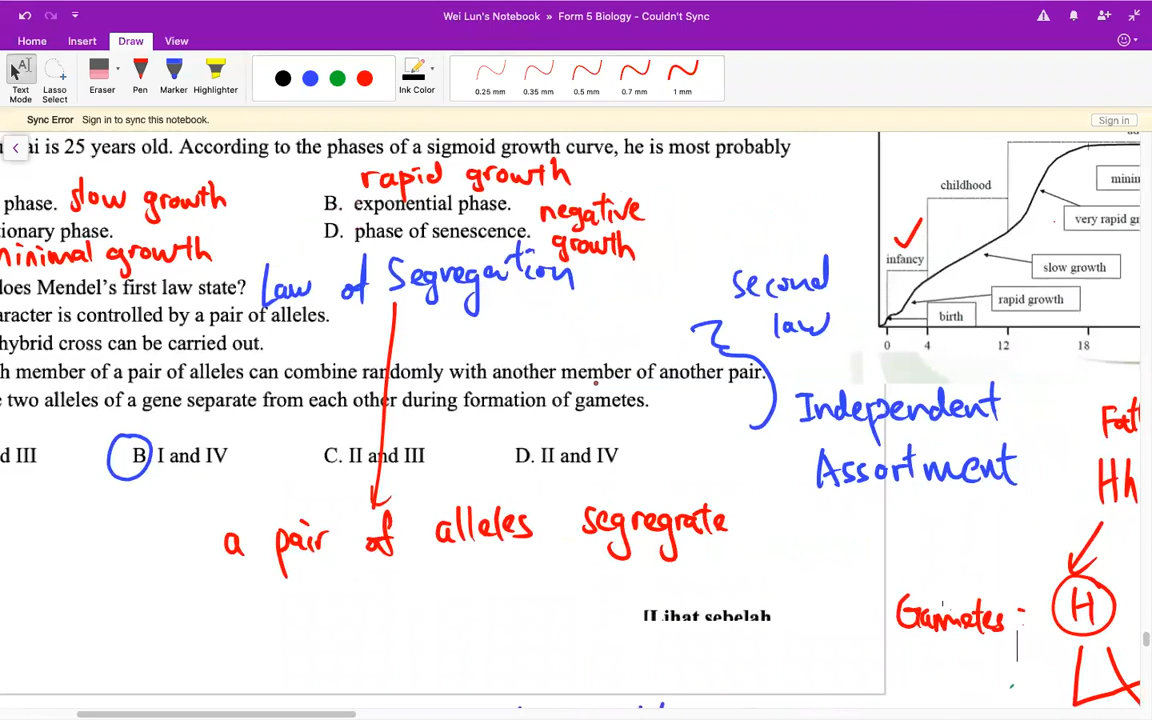 Wei Lun's Notebook » Form 5 Biology - Couldn't Sync
Home Insert Draw View
Text Mode
Lasso Select
Eraser
Pen
Marker
Highlighter
Ink Color
0.25 mm 0.35 mm 0.5 mm 0.7 mm 1 mm
Sync Error Sign in to sync this notebook.
Sign in
ai is 25 years old. According to the phases of a sigmoid growth curve, he is most probably
rapid growth
phase. slow growth B. exponential phase. negative growth
tionary phase. D. phase of senescence.
minimal growth
does Mendel's first law state? Law of Segregation
aracter is controlled by a pair of alleles.
hybrid cross can be carried out.
h member of a pair of alleles can combine randomly with another member of another pair.
e two alleles of a gene separate from each other during formation of gametes.
d III B I and IV C. II and III D. II and IV
a pair of alleles segregrate
[Lihat sebelah
second law
Independent
Assortment
childhood
minin
very rapid gr
infancy
slow growth
rapid growth
birth
0 4 12 18
Fath
Hh
Gametes : H